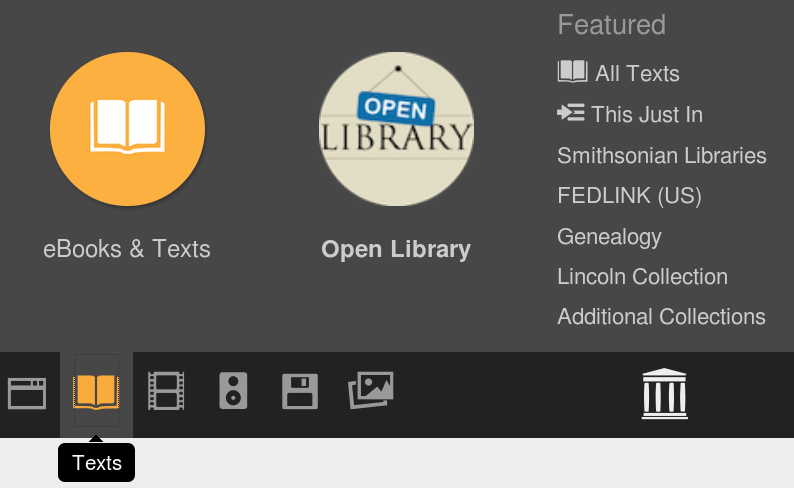 Featured
All Texts
This Just In
Smithsonian Libraries
FEDLINK (US)
Genealogy
Lincoln Collection
Additional Collections
OPEN
LIBRARY
eBooks & Texts
Open Library
Texts